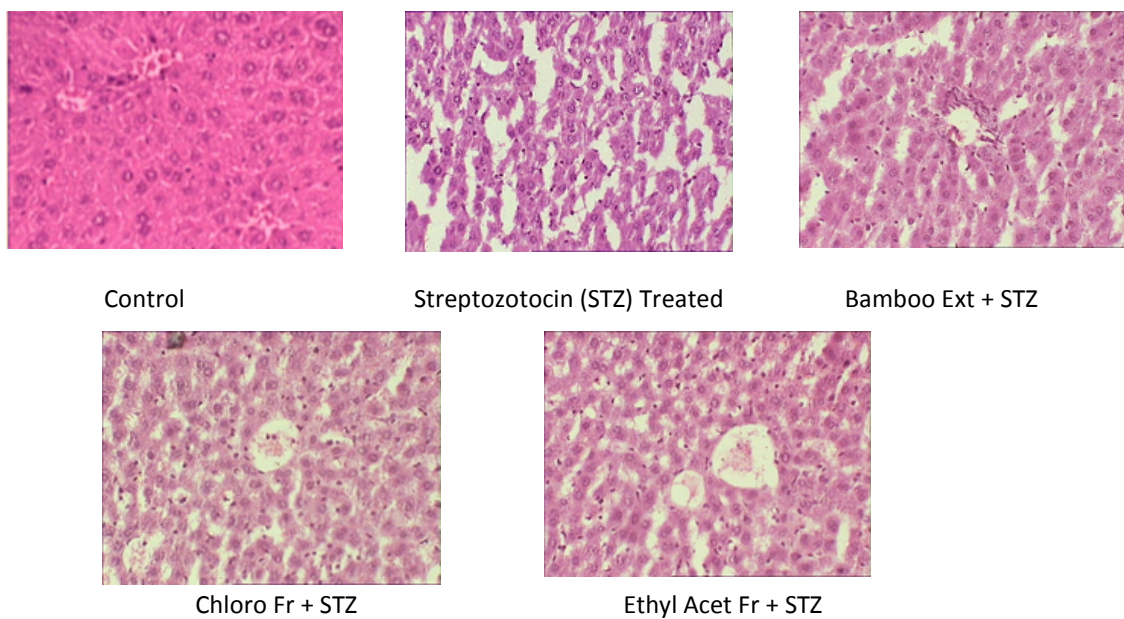 Control
Streptozotocin (STZ) Treated
Bamboo Ext + STZ
Chloro Fr + STZ
Ethyl Acet Fr + STZ